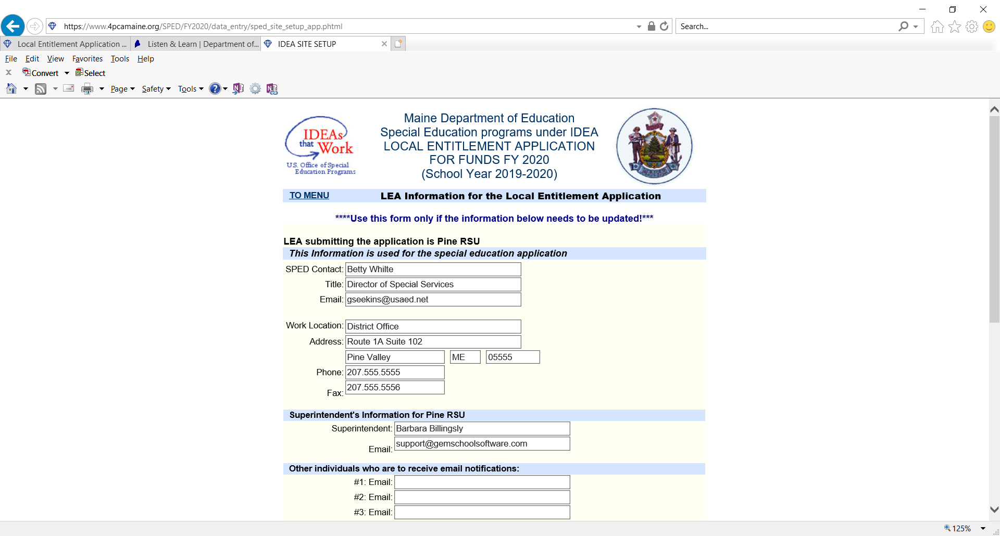 https://www.4pcamaine.org/SPED/FY2020/data_entry/sped_site_setup_app.phtml
Search...
Local Entitlement Application ...
Listen & Learn | Department of...
IDEA SITE SETUP
File Edit View Favorites Tools Help
x Convert Select
Page Safety Tools
IDEAs
that Work
U.S. Office of Special
Education Programs
Maine Department of Education
Special Education programs under IDEA
LOCAL ENTITLEMENT APPLICATION
FOR FUNDS FY 2020
(School Year 2019-2020)
TO MENU LEA Information for the Local Entitlement Application
****Use this form only if the information below needs to be updated!***
LEA submitting the application is Pine RSU
This Information is used for the special education application
SPED Contact: Betty Whilte
Title: Director of Special Services
Email: gseekins@usaed.net
Work Location: District Office
Address: Route 1A Suite 102
Pine Valley ME 05555
Phone: 207.555.5555
Fax: 207.555.5556
Superintendent's Information for Pine RSU
Superintendent: Barbara Billingsly
Email: support@gemschoolsoftware.com
Other individuals who are to receive email notifications:
#1: Email:
#2: Email:
#3: Email:
125%